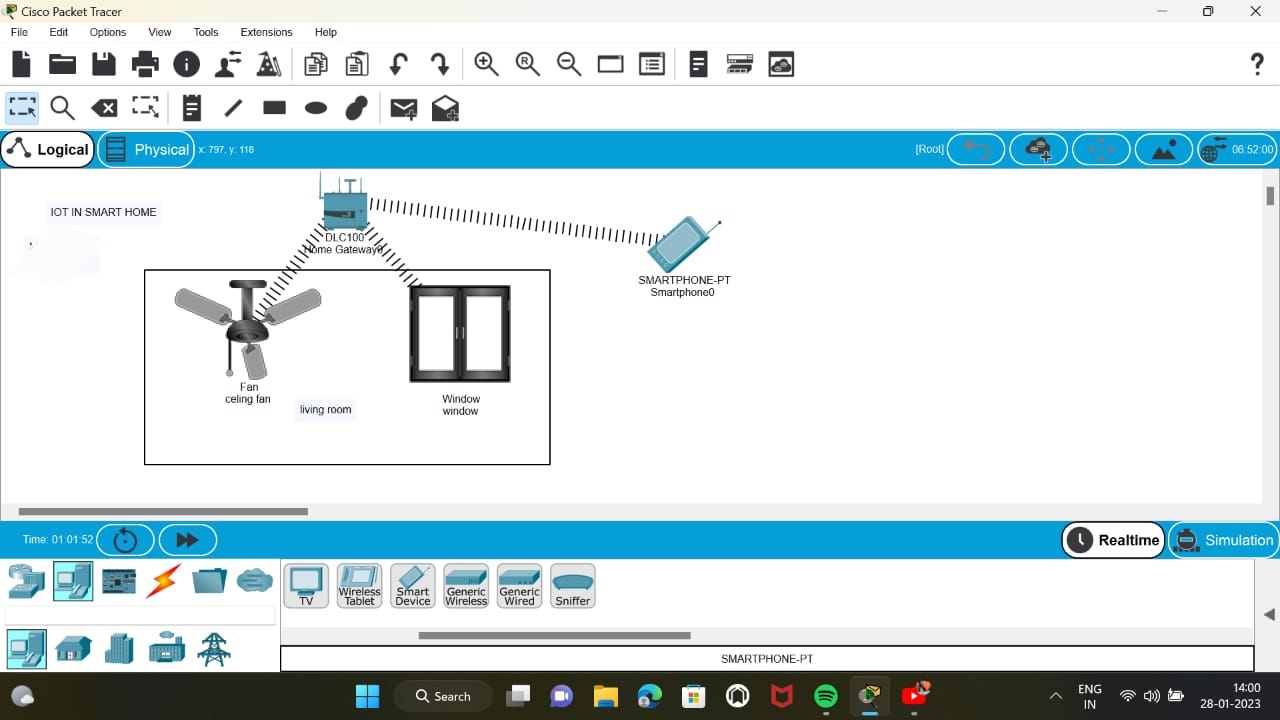 Cisco Packet Tracer
File Edit Options View Tools Extensions Help
Logical Physical x: 797, y: 116 [Root] 06:52:00
IOT IN SMART HOME
DLC100
Home Gateway0
SMARTPHONE-PT
Smartphone0
Fan
celing fan
living room
Window
window
Time: 01:01:52 Realtime Simulation
TV
Wireless Tablet
Smart Device
Generic Wireless
Generic Wired
Sniffer
SMARTPHONE-PT
Search
ENG
IN
14:00
28-01-2023